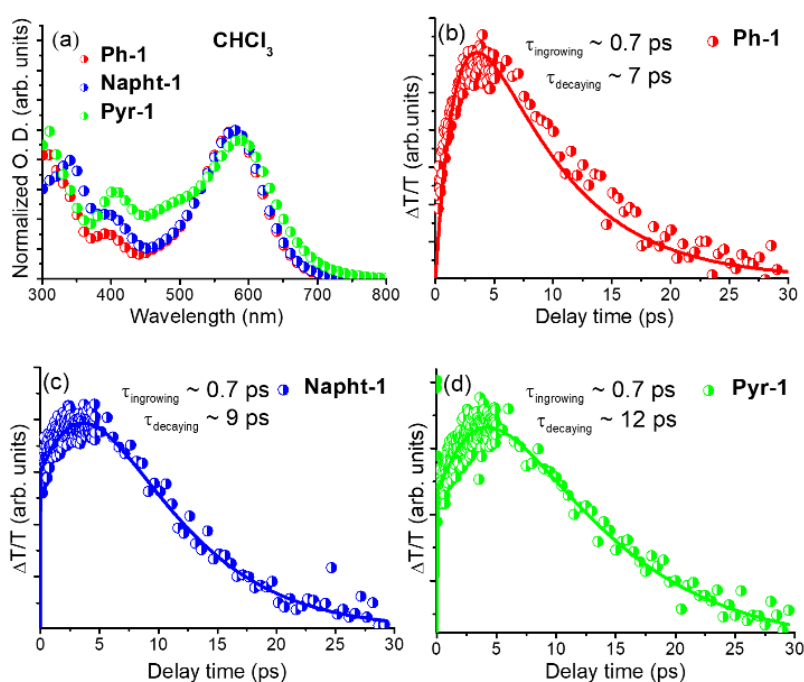 (a) CHCl3
Ph-1
Napht-1
Pyr-1
Normalized O. D. (arb. units)
300 400 500 600 700 800
Wavelength (nm)
(b) τingrowing ~ 0.7 ps Ph-1
τdecaying ~ 7 ps
ΔT/T (arb.units)
0 5 10 15 20 25 30
Delay time (ps)
(c) τingrowing ~ 0.7 ps Napht-1
τdecaying ~ 9 ps
ΔT/T (arb. units)
0 10 20 30
Delay time (ps)
(d) τingrowing ~ 0.7 ps Pyr-1
τdecaying ~ 12 ps
ΔT/T (arb. units)
0 5 10 15 20 25 30
Delay time (ps)